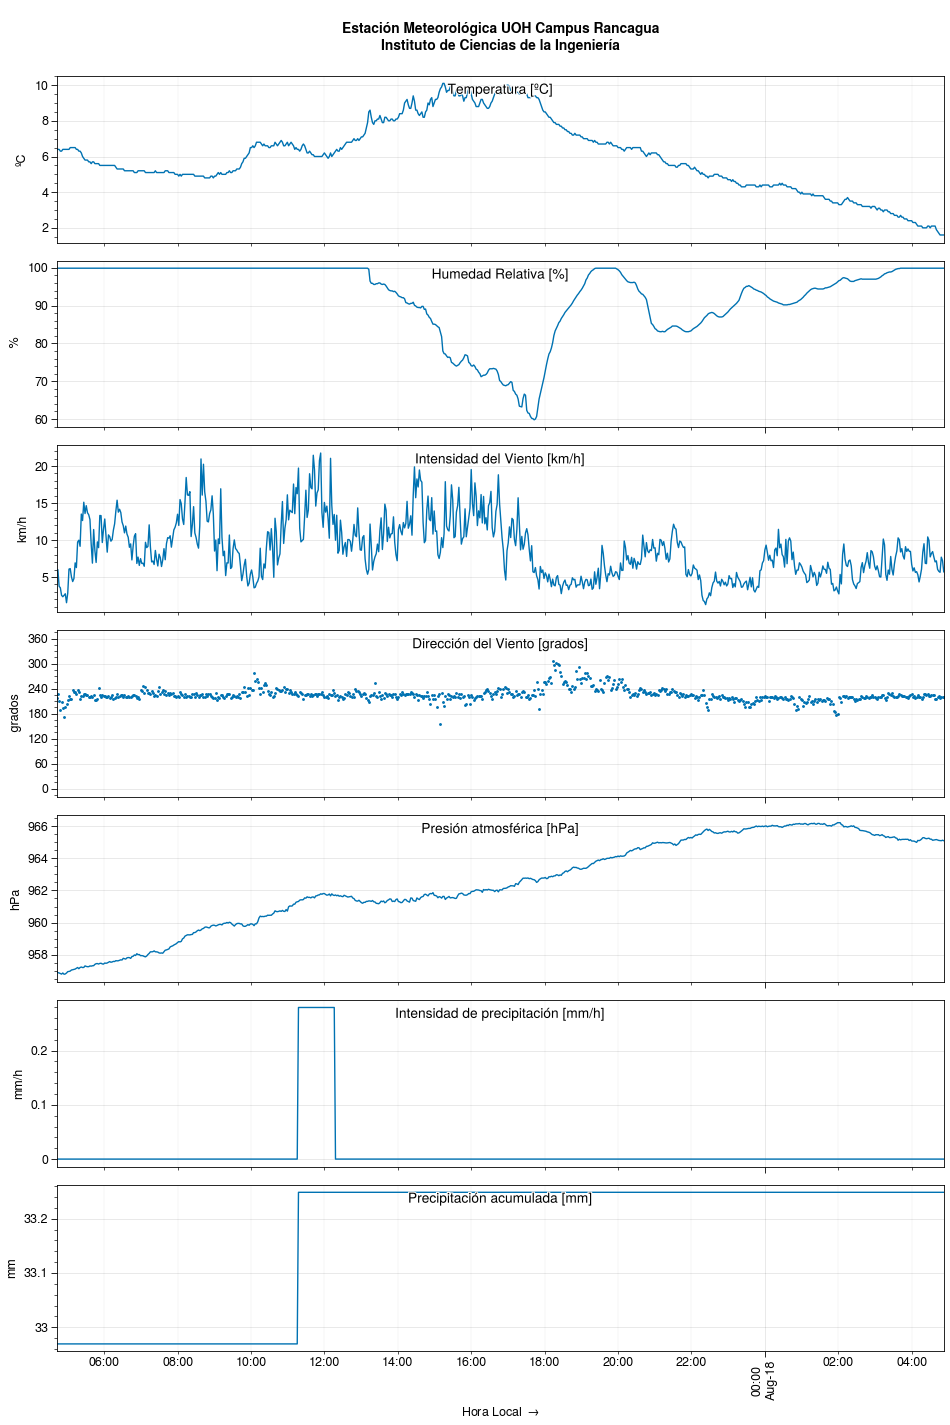 Estación Meteorológica UOH Campus Rancagua
Instituto de Ciencias de la Ingeniería
Temperatura [ºC]
ºC
10
8
6
4
2
Humedad Relativa [%]
%
100
90
80
70
60
Intensidad del Viento [km/h]
km/h
20
15
10
5
Dirección del Viento [grados]
grados
360
300
240
180
120
60
0
Presión atmosférica [hPa]
hPa
966
964
962
960
958
Intensidad de precipitación [mm/h]
mm/h
0.2
0.1
0
Precipitación acumulada [mm]
mm
33.2
33.1
33
06:00 08:00 10:00 12:00 14:00 16:00 18:00 20:00 22:00 00:00 02:00 04:00
Aug-18
Hora Local →